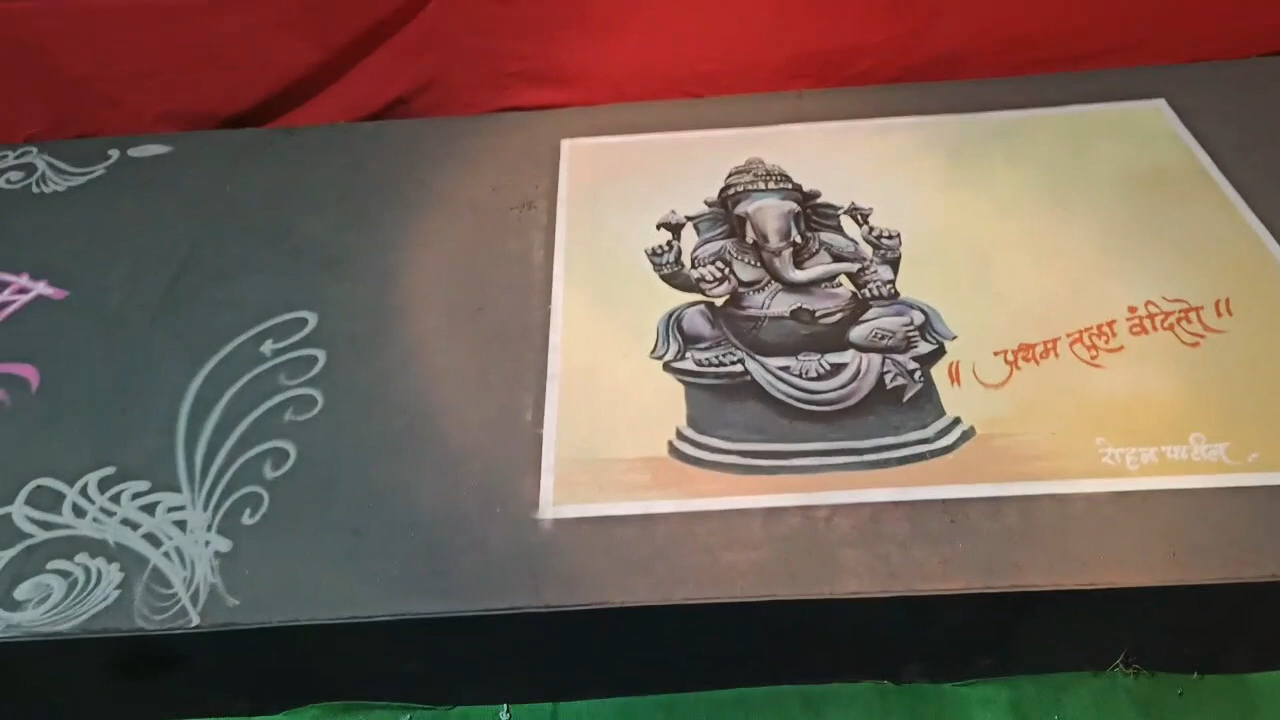 ॥ प्रथम तुला वंदितो ॥
रोहन पाटील.